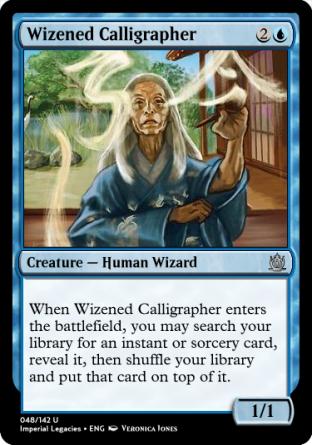 Wizened Calligrapher 2
Creature — Human Wizard
When Wizened Calligrapher enters
the battlefield, you may search your
library for an instant or sorcery card,
reveal it, then shuffle your library
and put that card on top of it.
1/1
048/142 U
Imperial Legacies • ENG Veronica Jones